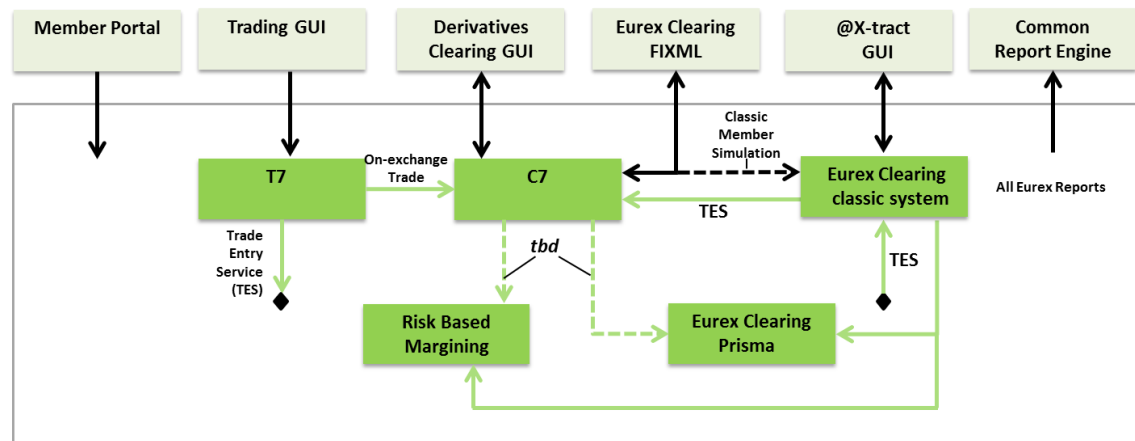 Member Portal
Trading GUI
Derivatives
Clearing GUI
Eurex Clearing
FIXML
@X-tract
GUI
Common
Report Engine
Classic
Member
Simulation
T7
On-exchange
Trade
C7
Eurex Clearing
classic system
All Eurex Reports
TES
Trade
Entry
Service
(TES)
tbd
TES
Risk Based
Margining
Eurex Clearing
Prisma